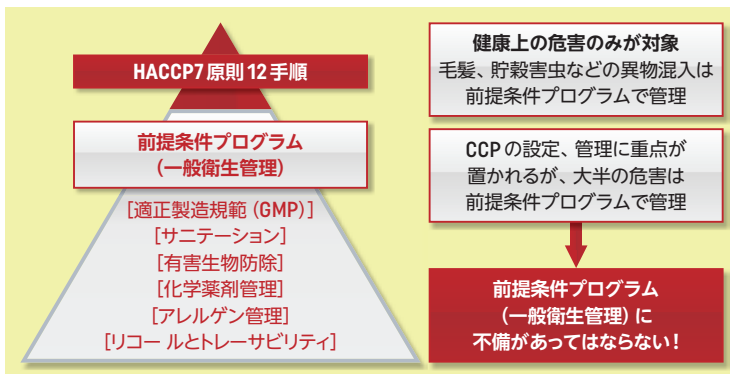 HACCP7原則12手順
前提条件プログラム
(一般衛生管理)
[適正製造規範(GMP)]
[サニテーション]
[有害生物防除]
[化学薬剤管理]
[アレルゲン管理]
[リコールとトレーサビリティ]
健康上の危害のみが対象
毛髪、貯穀害虫などの異物混入は
前提条件プログラムで管理
CCPの設定、管理に重点が
置かれるが、大半の危害は
前提条件プログラムで管理
前提条件プログラム
(一般衛生管理)に
不備があってはならない!